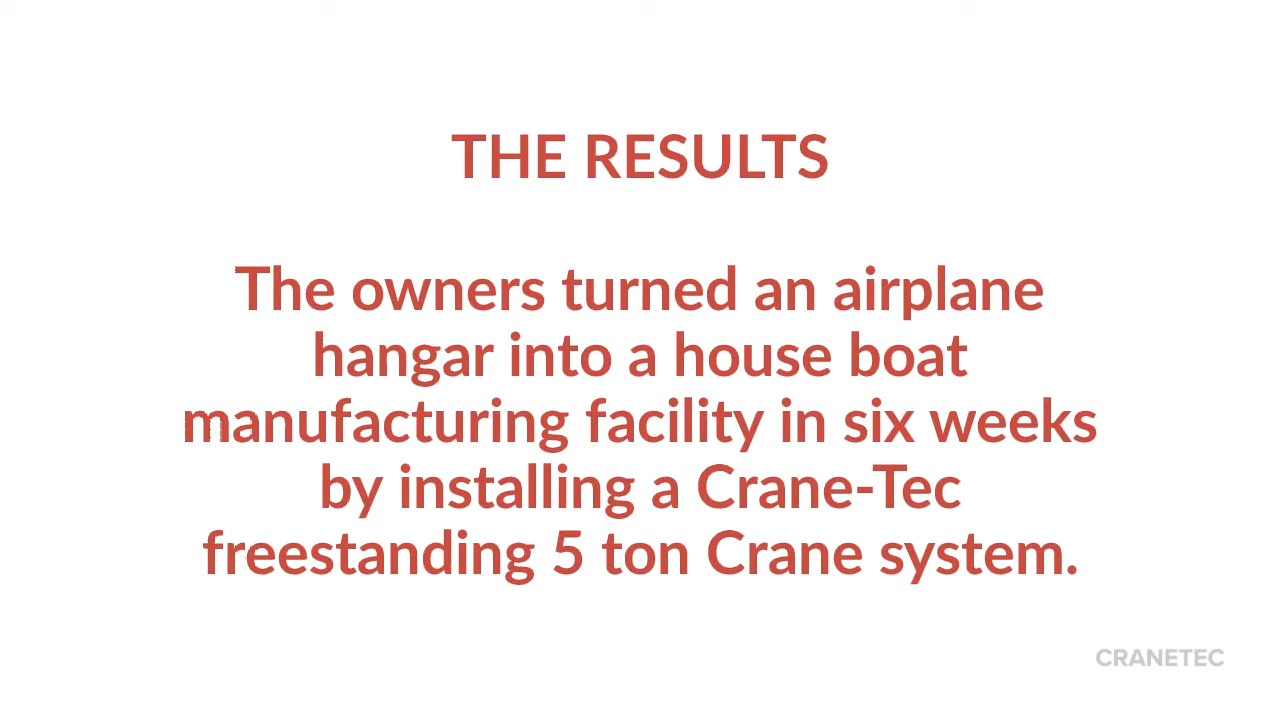 THE RESULTS
The owners turned an airplane
hangar into a house boat
manufacturing facility in six weeks
by installing a Crane-Tec
freestanding 5 ton Crane system.
CRANETEC